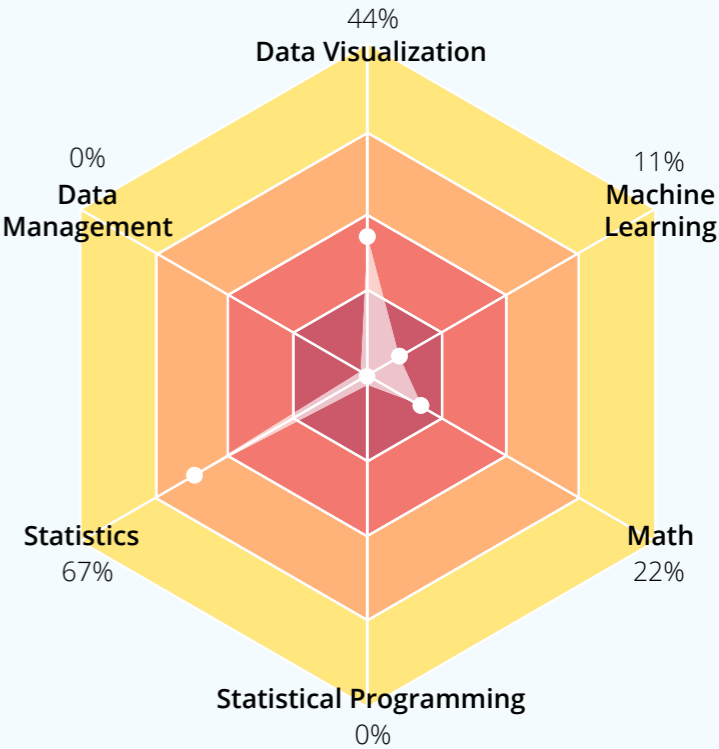 44%
Data Visualization
0%
Data
Management
11%
Machine
Learning
Statistics
67%
Math
22%
Statistical Programming
0%